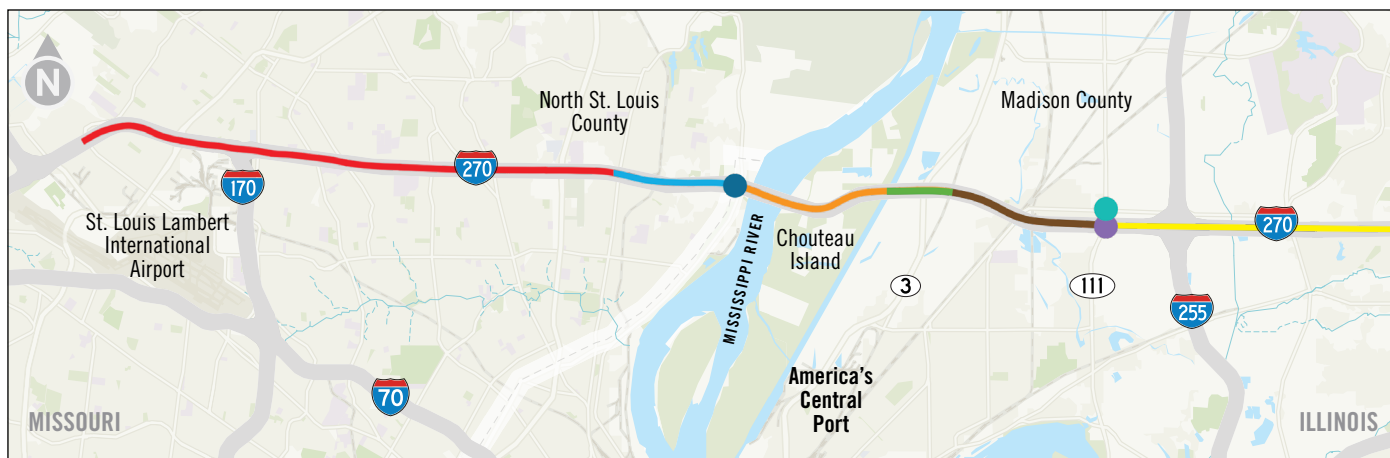 N
North St. Louis
County
Madison County
270
170
St. Louis Lambert
International
Airport
MISSISSIPPI RIVER
Chouteau
Island
270
3
111
255
70
America's
Central
Port
MISSOURI
ILLINOIS